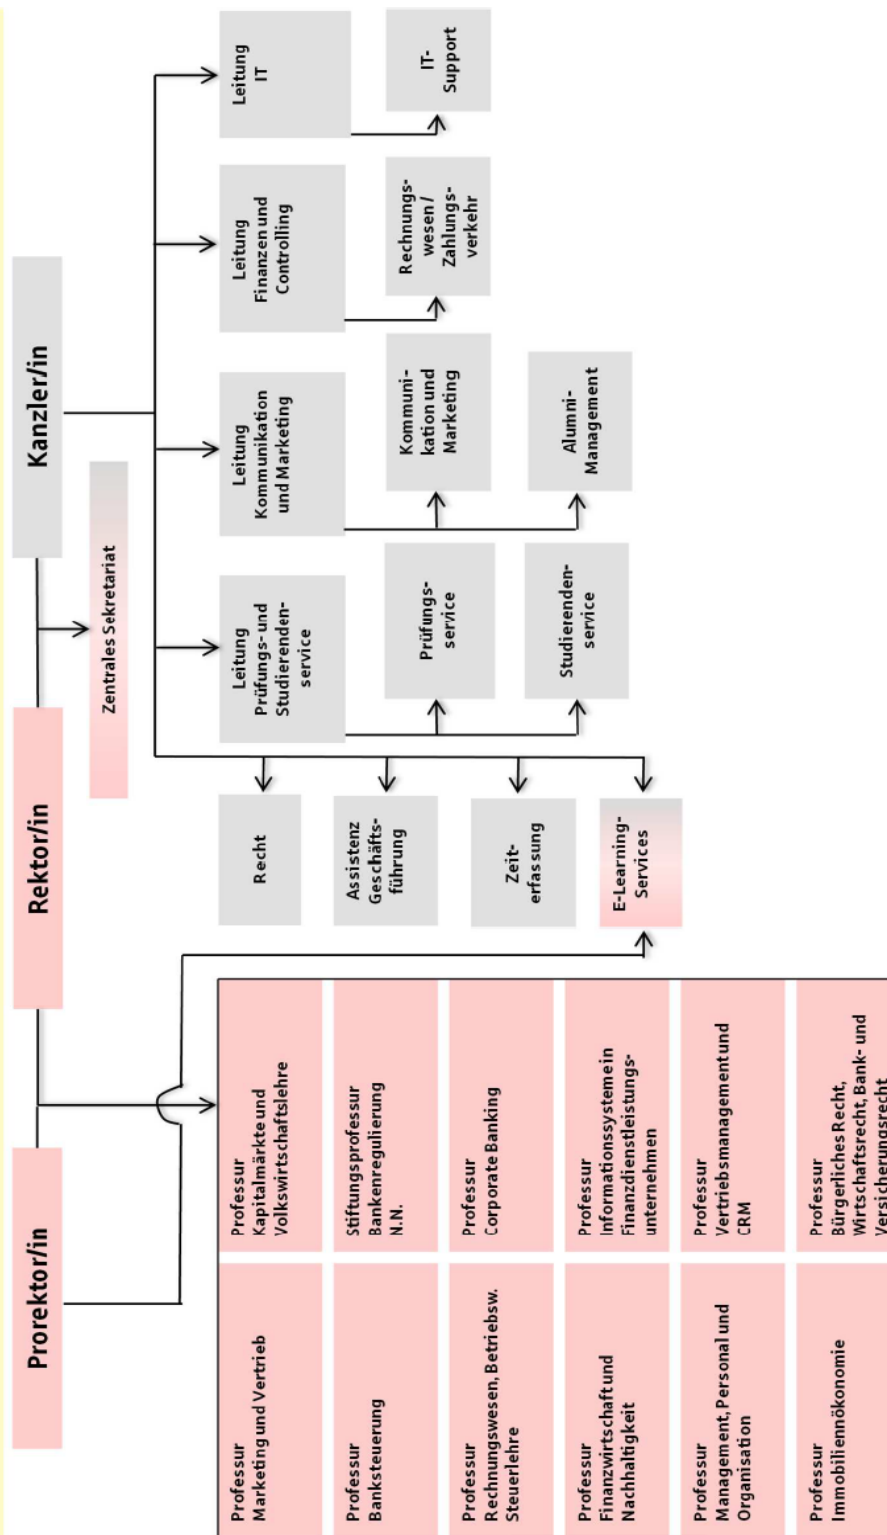 Prorektor/in
Rektor/in
Kanzler/in
Zentrales Sekretariat
Professur
Marketing und Vertrieb
Professur
Kapitalmärkte und
Volkswirtschaftslehre
Professur
Banksteuerung
Stiftungsprofessur
Bankenregulierung
N.N.
Professur
Rechnungswesen, Betriebsw.
Steuerlehre
Professur
Corporate Banking
Professur
Finanzwirtschaft und
Nachhaltigkeit
Professur
Informationssysteme in
Finanzdienstleistungs-
unternehmen
Professur
Management, Personal und
Organisation
Professur
Vertriebsmanagement und
CRM
Professur
Immobiliennökonomie
Professur
Bürgerliches Recht,
Wirtschaftsrecht, Bank- und
Versicherungsrecht
Recht
Assistenz
Geschäfts-
führung
Zeit-
erfassung
E-Learning-
Services
Leitung
Prüfungs- und
Studierenden-
service
Prüfungs-
service
Studierenden-
service
Leitung
Kommunikation
und Marketing
Kommuni-
kation und
Marketing
Alumni-
Management
Leitung
Finanzen und
Controlling
Rechnungs-
wesen /
Zahlungs-
verkehr
Leitung
IT
IT-
Support